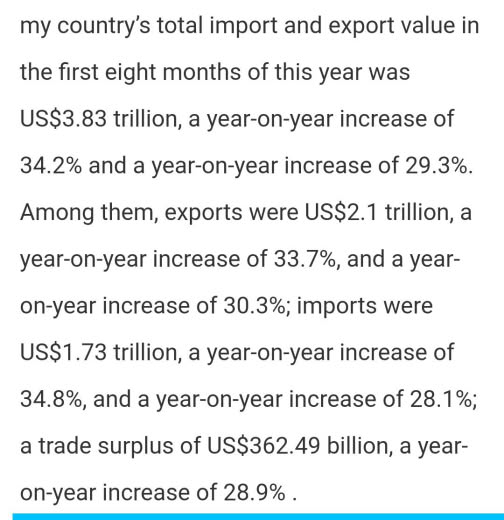 my country's total import and export value in
the first eight months of this year was
US$3.83 trillion, a year-on-year increase of
34.2% and a year-on-year increase of 29.3%.
Among them, exports were US$2.1 trillion, a
year-on-year increase of 33.7%, and a year-
on-year increase of 30.3%; imports were
US$1.73 trillion, a year-on-year increase of
34.8%, and a year-on-year increase of 28.1%;
a trade surplus of US$362.49 billion, a year-
on-year increase of 28.9% .